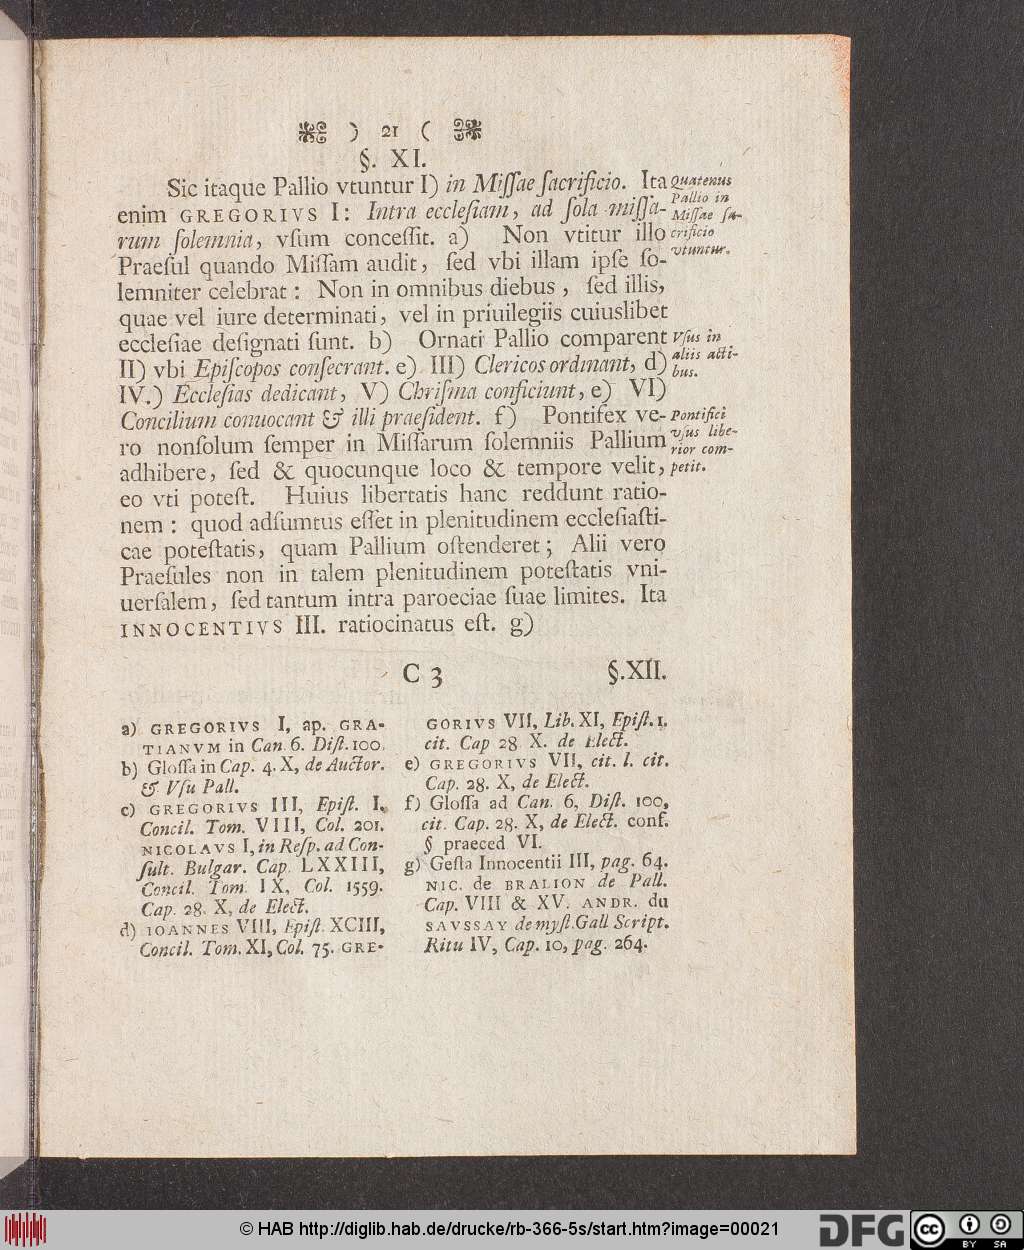 ) 21 (
§. XI.
Sic itaque Pallio vtuntur I) in Miſſae ſacrificio. Ita
enim GREGORIVS I: Intra eccleſiam, ad ſola miſſa-
rum ſolemnia, vſum conceſſit. a) Non vtitur illo
Praeſul quando Miſſam audit, ſed vbi illam ipſe ſo-
lemniter celebrat: Non in omnibus diebus, ſed illis,
quae vel iure determinati, vel in priuilegiis cuiuslibet
eccleſiae deſignati ſunt. b) Ornati Pallio comparent
II) vbi Epiſcopos conſecrant. e) III) Clericos ordinant, d)
IV.) Eccleſias dedicant, V) Chriſma conficiunt, e) VI)
Concilium conuocant & illi praeſident. f) Pontifex ve-
ro nonſolum ſemper in Miſſarum ſolemniis Pallium
adhibere, ſed & quocunque loco & tempore velit,
eo vti poteſt. Huius libertatis hanc reddunt ratio-
nem: quod adſumtus eſſet in plenitudinem eccleſiaſti-
cae poteſtatis, quam Pallium oſtenderet; Alii vero
Praeſules non in talem plenitudinem poteſtatis vni-
uerſalem, ſed tantum intra paroeciae ſuae limites. Ita
INNOCENTIVS III. ratiocinatus eſt. g)
Quatenus
Pallio in
Miſſae ſa-
crificio
vtuntur.
Vſus in
aliis acti-
bus.
Pontifici
vſus libe-
rior com-
petit.
C 3 §.XII.
a) GREGORIVS I, ap. GRA-
TIANVM in Can. 6. Diſt. 100.
b) Gloſſa in Cap. 4. X, de Auctor.
& Vſu Pall.
c) GREGORIVS III, Epiſt. I,
Concil. Tom. VIII, Col. 201.
NICOLAVS I, in Reſp. ad Con-
ſult. Bulgar. Cap. LXXIII,
Concil. Tom. IX, Col. 1559.
Cap. 28. X, de Elect.
d) IOANNES VIII, Epiſt. XCIII,
Concil. Tom. XI, Col. 75. GRE-
GORIVS VII, Lib. XI, Epiſt. 1.
cit. Cap 28 X. de Elect.
e) GREGORIVS VII, cit. l. cit.
Cap. 28. X, de Elect.
f) Gloſſa ad Can. 6, Diſt. 100,
cit. Cap. 28. X, de Elect. conf.
§ praeced VI.
g) Geſta Innocentii III, pag. 64.
NIC. de BRALION de Pall.
Cap. VIII & XV. ANDR. du
SAVSSAY de myſt. Gall Script.
Ritu IV, Cap. 10, pag. 264.
© HAB http://diglib.hab.de/drucke/rb-366-5s/start.htm?image=00021
DFG
cc BY SA